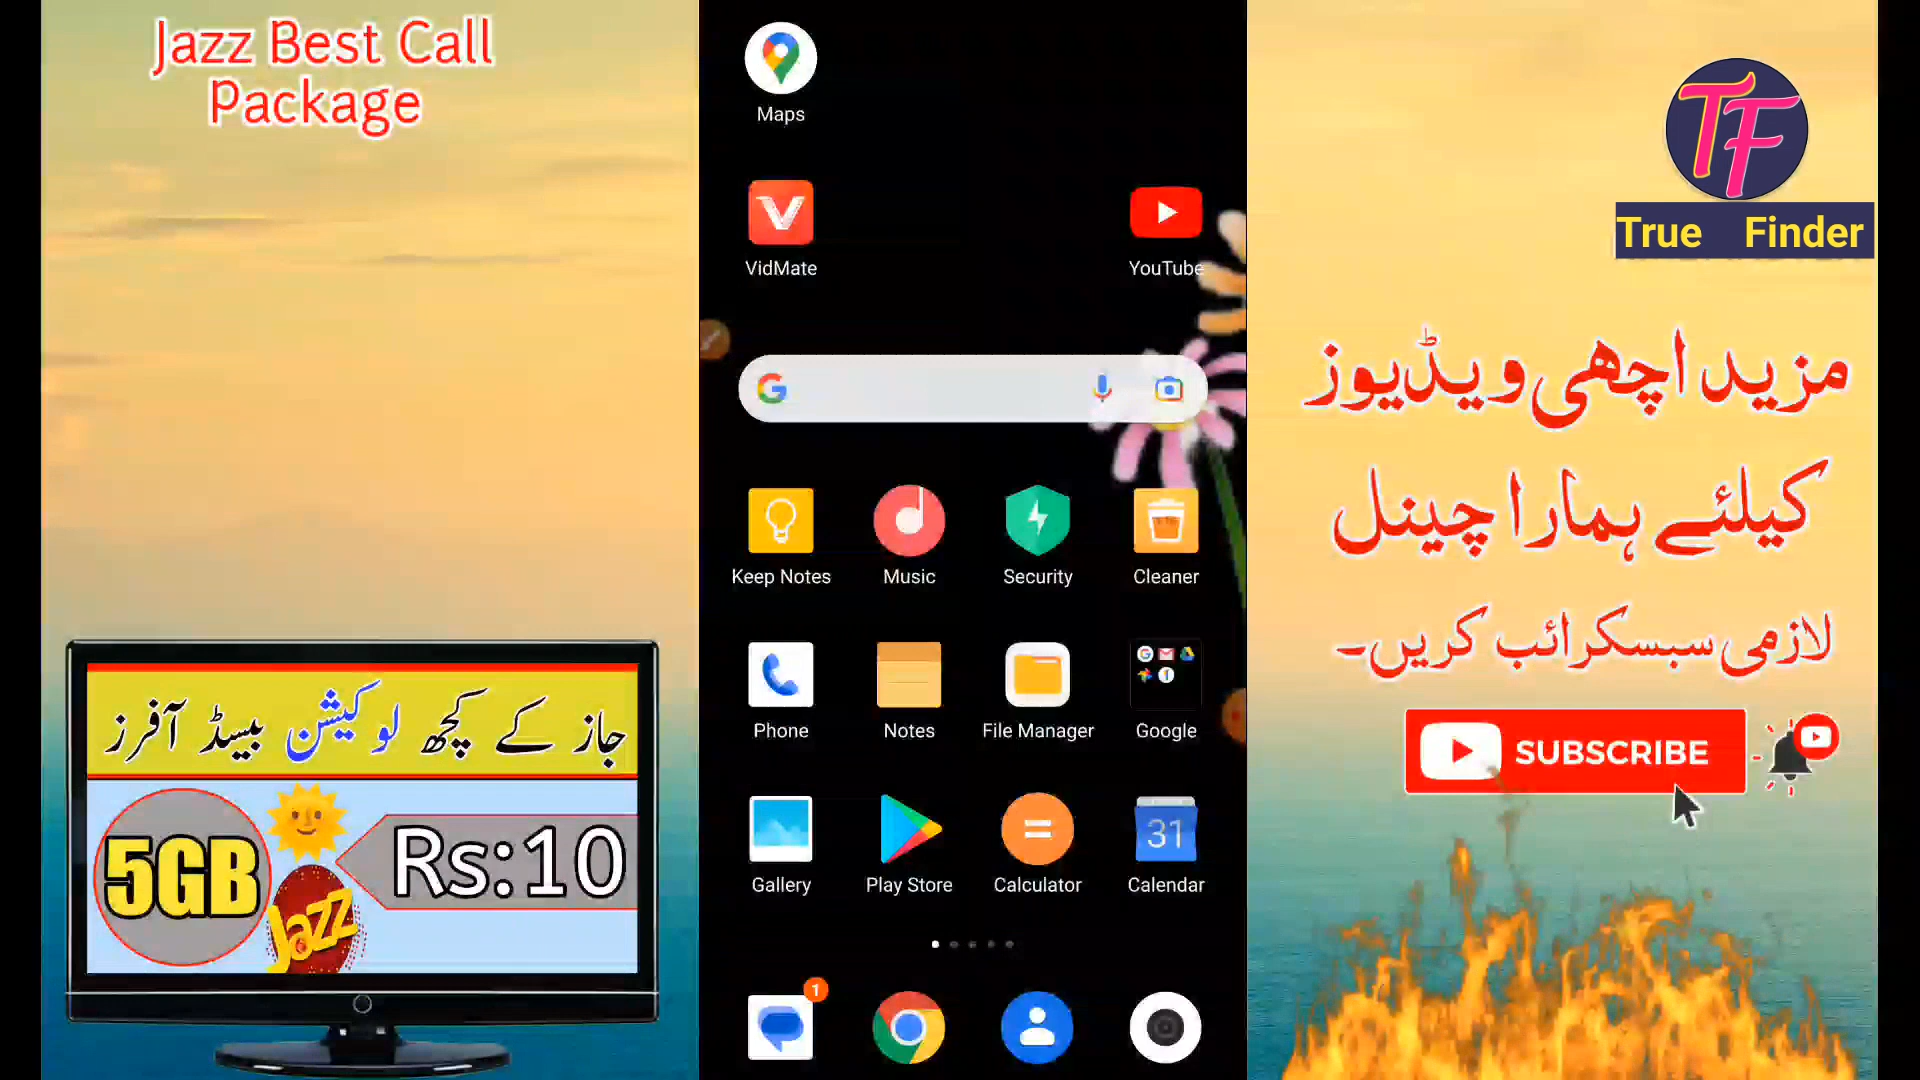 Jazz Best Call
Package
جاز کے کچھ لوکیشن بیسڈ آفرز
5GB
Rs:10
Jazz
Maps
VidMate
YouTube
Keep Notes
Music
Security
Cleaner
Phone
Notes
File Manager
Google
Gallery
Play Store
Calculator
31
Calendar
1
TF
True Finder
مزید اچھی ویڈیوز
کیلئے ہمارا چینل
لازمی سبسکرائب کریں۔
SUBSCRIBE